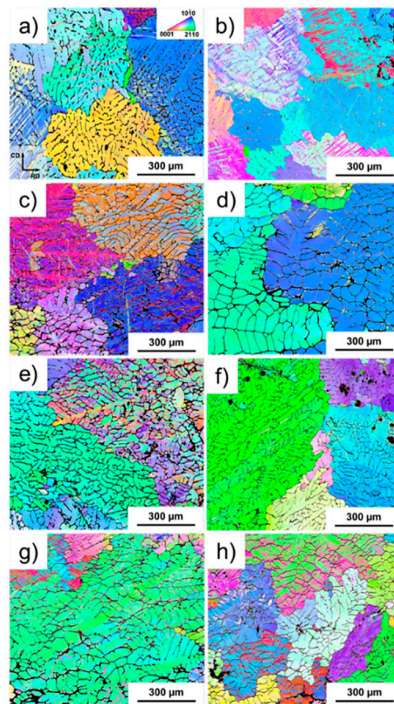 a) 1010 b)
0001 2110
CD
RD
300 µm 300 µm
c) d)
300 µm 300 µm
e) f)
300 µm 300 µm
g) h)
300 µm 300 µm